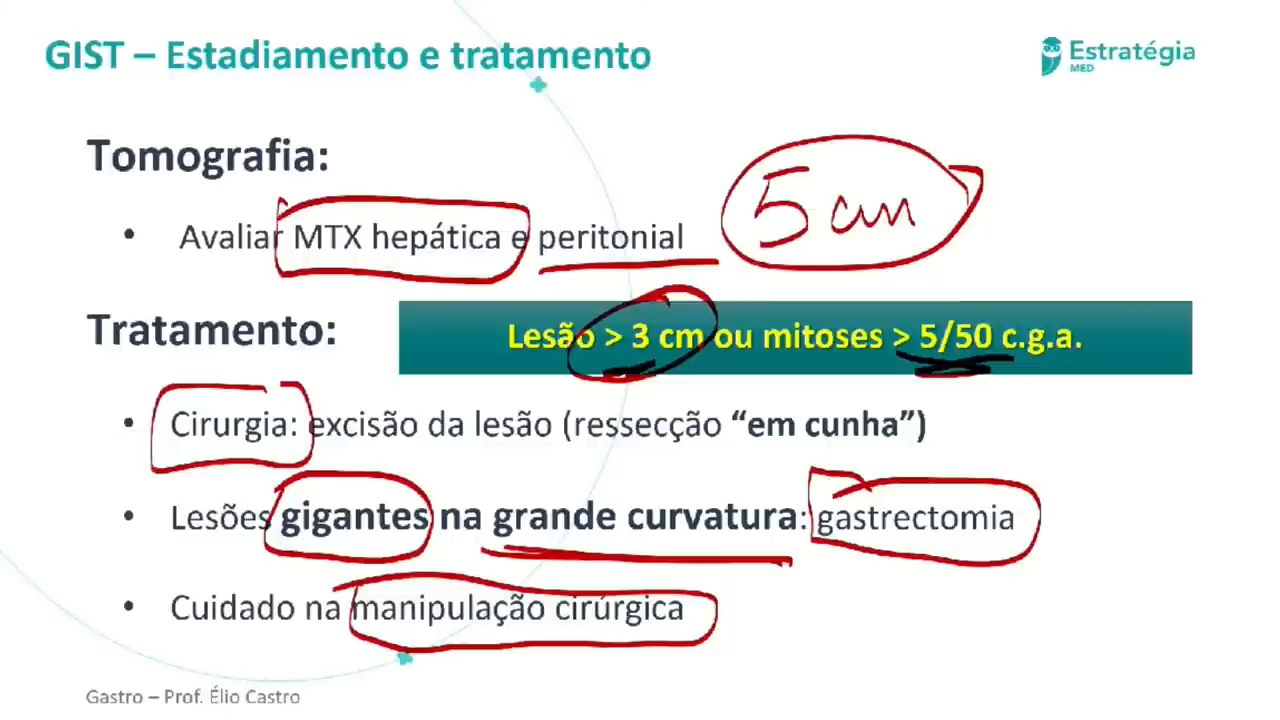 GIST – Estadiamento e tratamento
Estratégia
MED
Tomografia:
5 cm
• Avaliar MTX hepática e peritonial
Tratamento:
Lesão > 3 cm ou mitoses > 5/50 c.g.a.
• Cirurgia: excisão da lesão (ressecção “em cunha”)
• Lesões gigantes na grande curvatura: gastrectomia
• Cuidado na manipulação cirúrgica
Gastro – Prof. Élio Castro